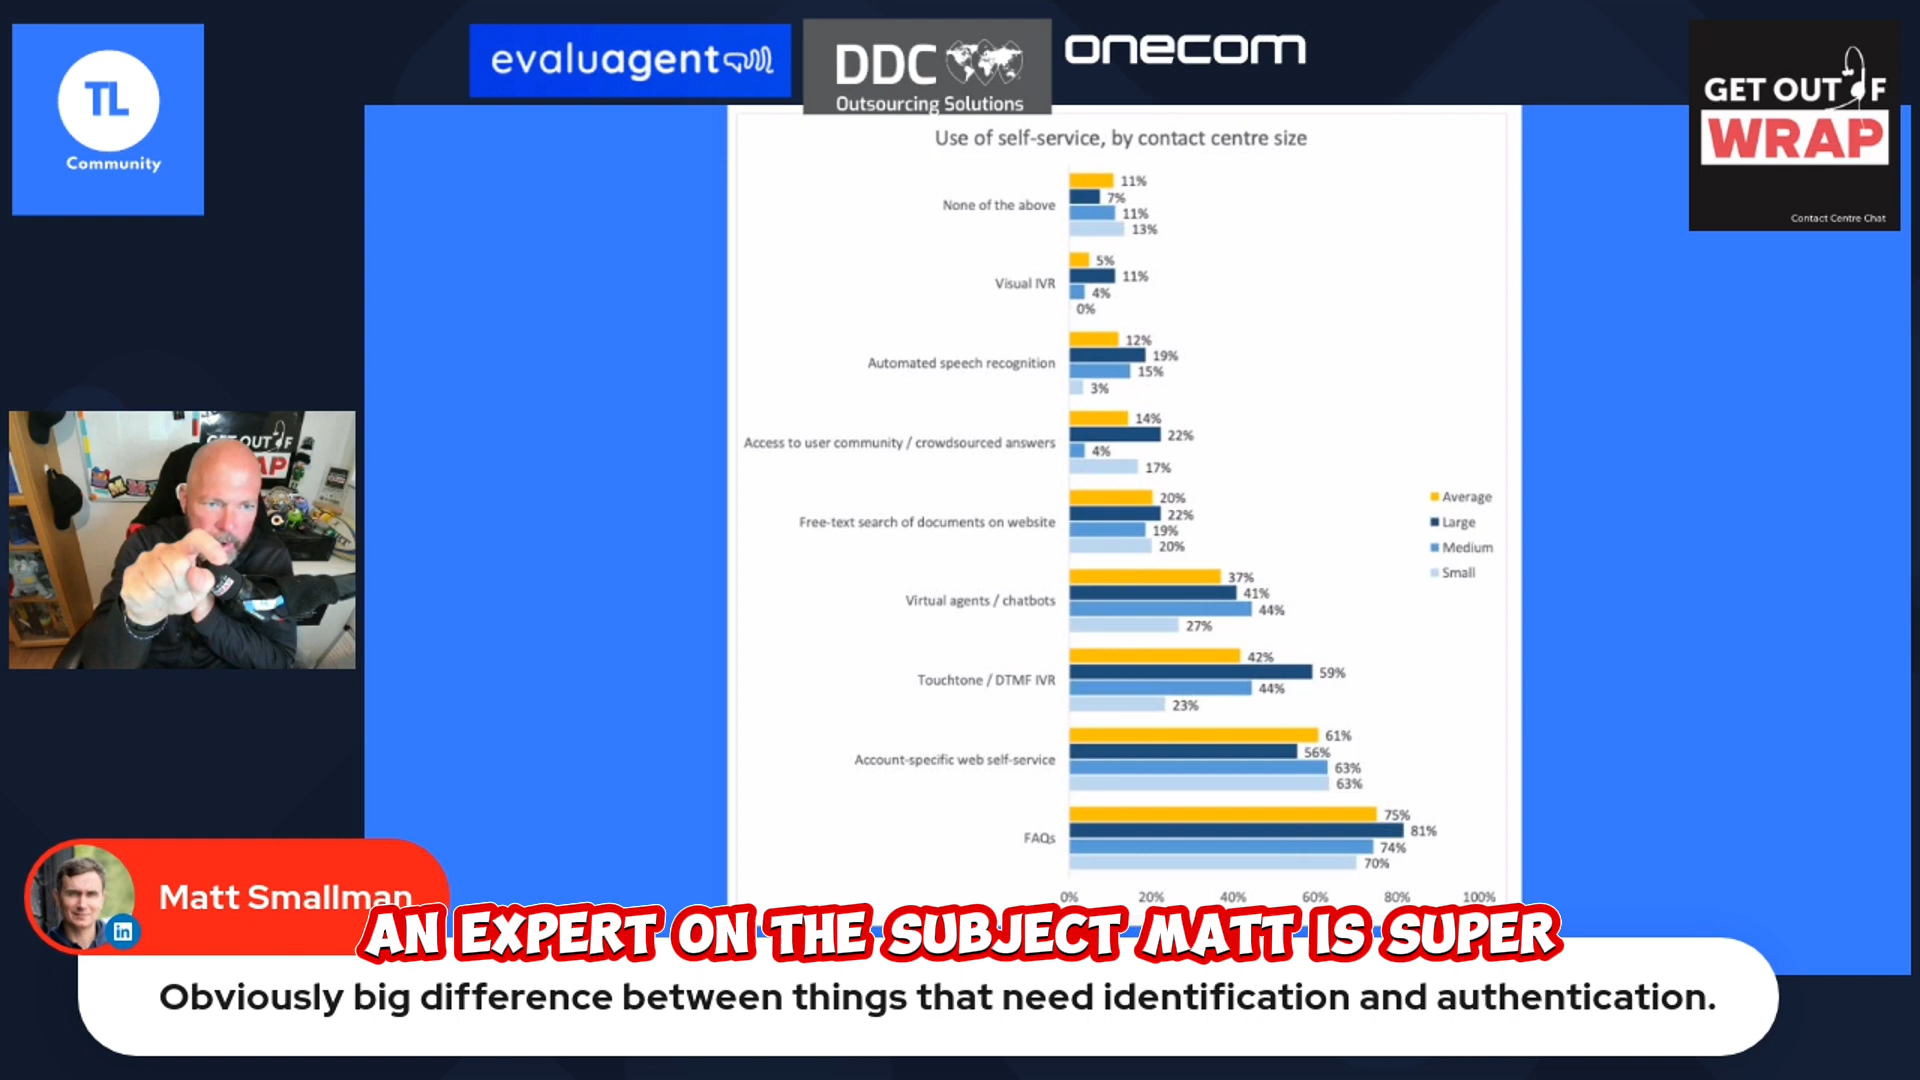 TL
Community
evaluagent
DDC
Outsourcing Solutions
onecom
GET OUT OF
WRAP
Contact Centre Chat
Use of self-service, by contact centre size
None of the above
11%
7%
11%
13%
Visual IVR
5%
11%
4%
0%
Automated speech recognition
12%
19%
15%
3%
Access to user community / crowdsourced answers
14%
22%
4%
17%
Free-text search of documents on website
20%
22%
19%
20%
Virtual agents / chatbots
37%
41%
44%
27%
Touchtone / DTMF IVR
42%
59%
44%
23%
Account-specific web self-service
61%
56%
63%
63%
FAQs
75%
81%
74%
70%
0% 20% 40% 60% 80% 100%
Average
Large
Medium
Small
GET OUT OF
AP
Matt Smallman
in
AN EXPERT ON THE SUBJECT MATT IS SUPER
Obviously big difference between things that need identification and authentication.